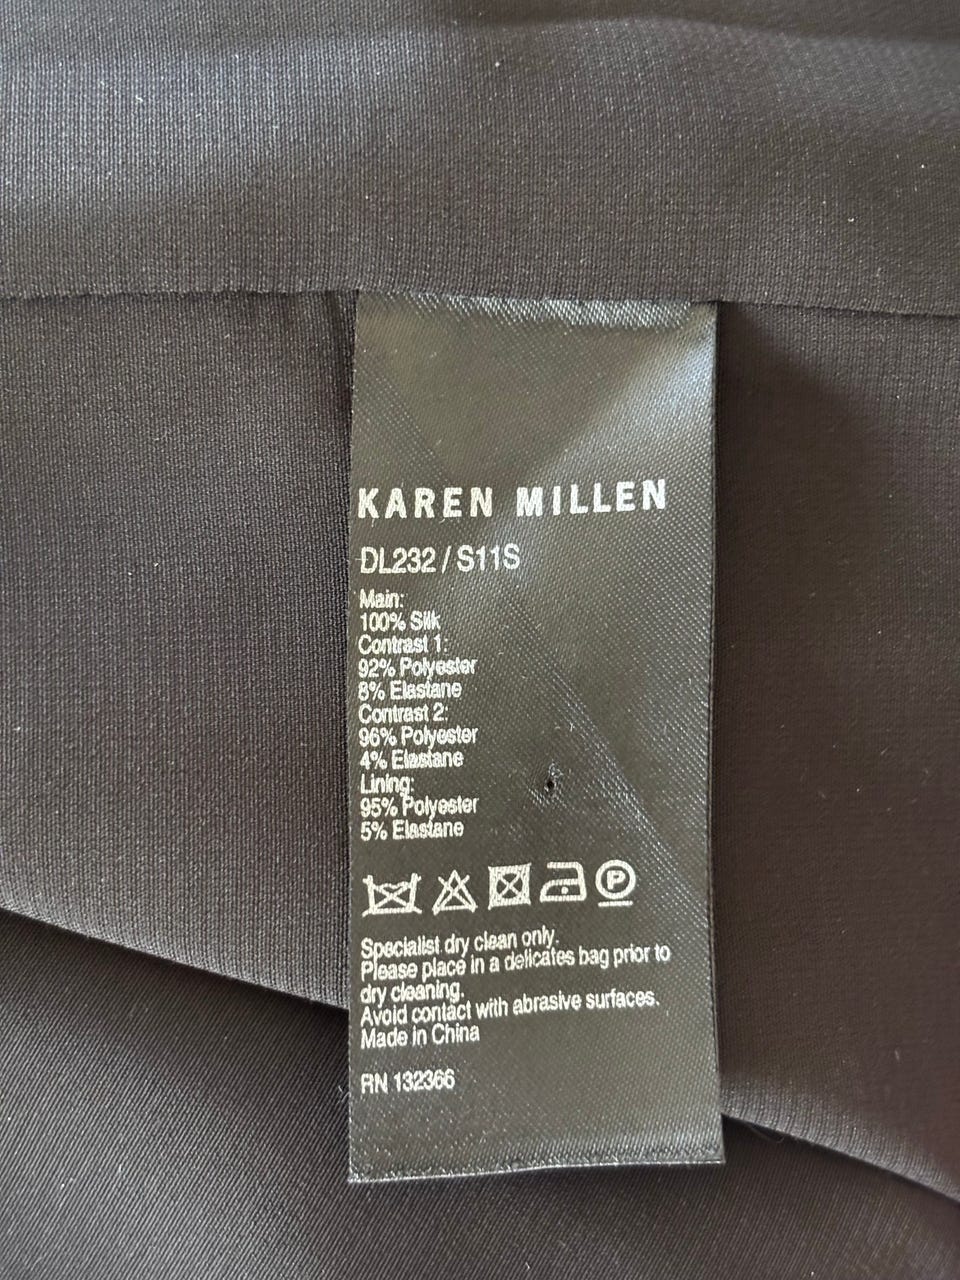 KAREN MILLEN
DL232 / S11S
Main:
100% Silk
Contrast 1:
92% Polyester
8% Elastane
Contrast 2:
96% Polyester
4% Elastane
Lining:
95% Polyester
5% Elastane
P
Specialist dry clean only.
Please place in a delicates bag prior to
dry cleaning.
Avoid contact with abrasive surfaces.
Made in China
RN 132366